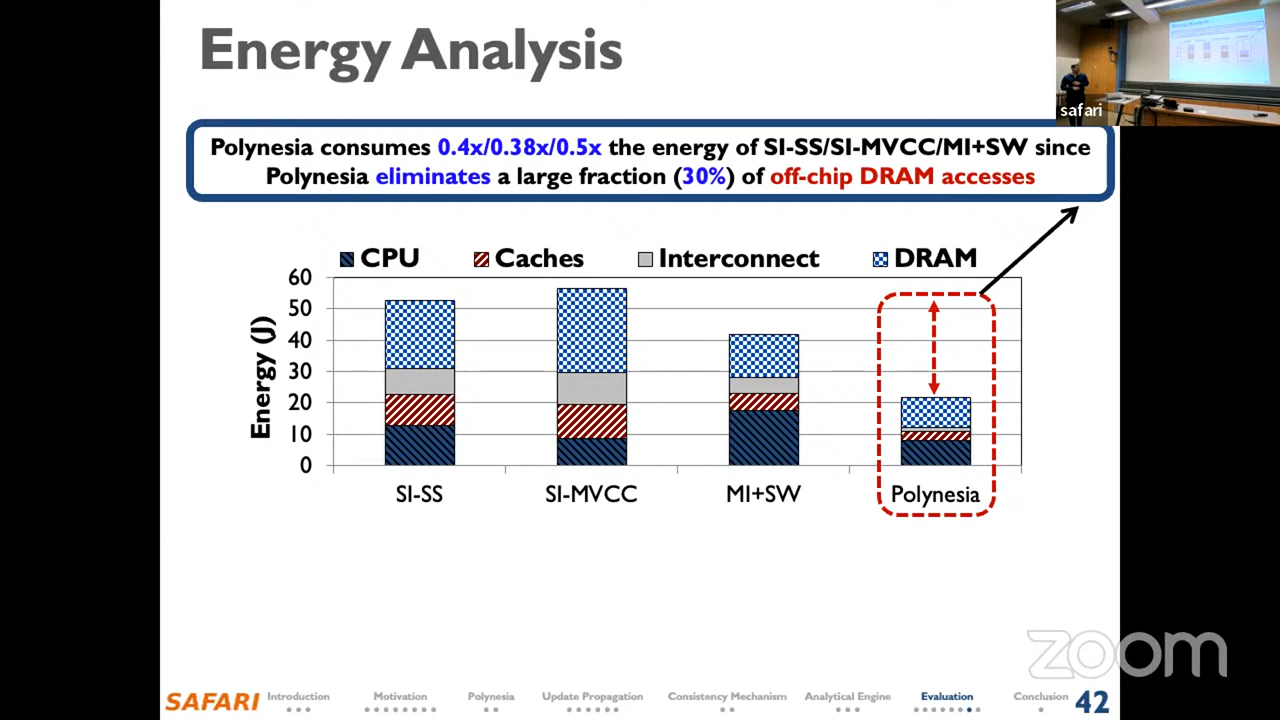 Energy Analysis
safari
Polynesia consumes 0.4x/0.38x/0.5x the energy of SI-SS/SI-MVCC/MI+SW since
Polynesia eliminates a large fraction (30%) of off-chip DRAM accesses
CPU Caches Interconnect DRAM
Energy (J)
60
50
40
30
20
10
0
SI-SS SI-MVCC MI+SW Polynesia
zoom
SAFARI Introduction Motivation Polynesia Update Propagation Consistency Mechanism Analytical Engine Evaluation Conclusion 42